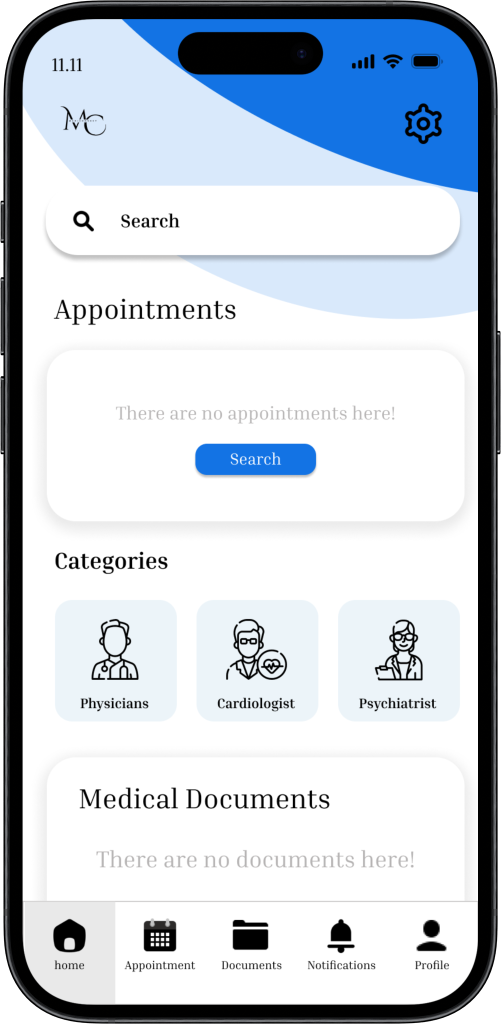 11.11
MC
Search
Appointments
There are no appointments here!
Search
Categories
Physicians
Cardiologist
Psychiatrist
Medical Documents
There are no documents here!
home
Appointment
Documents
Notifications
Profile